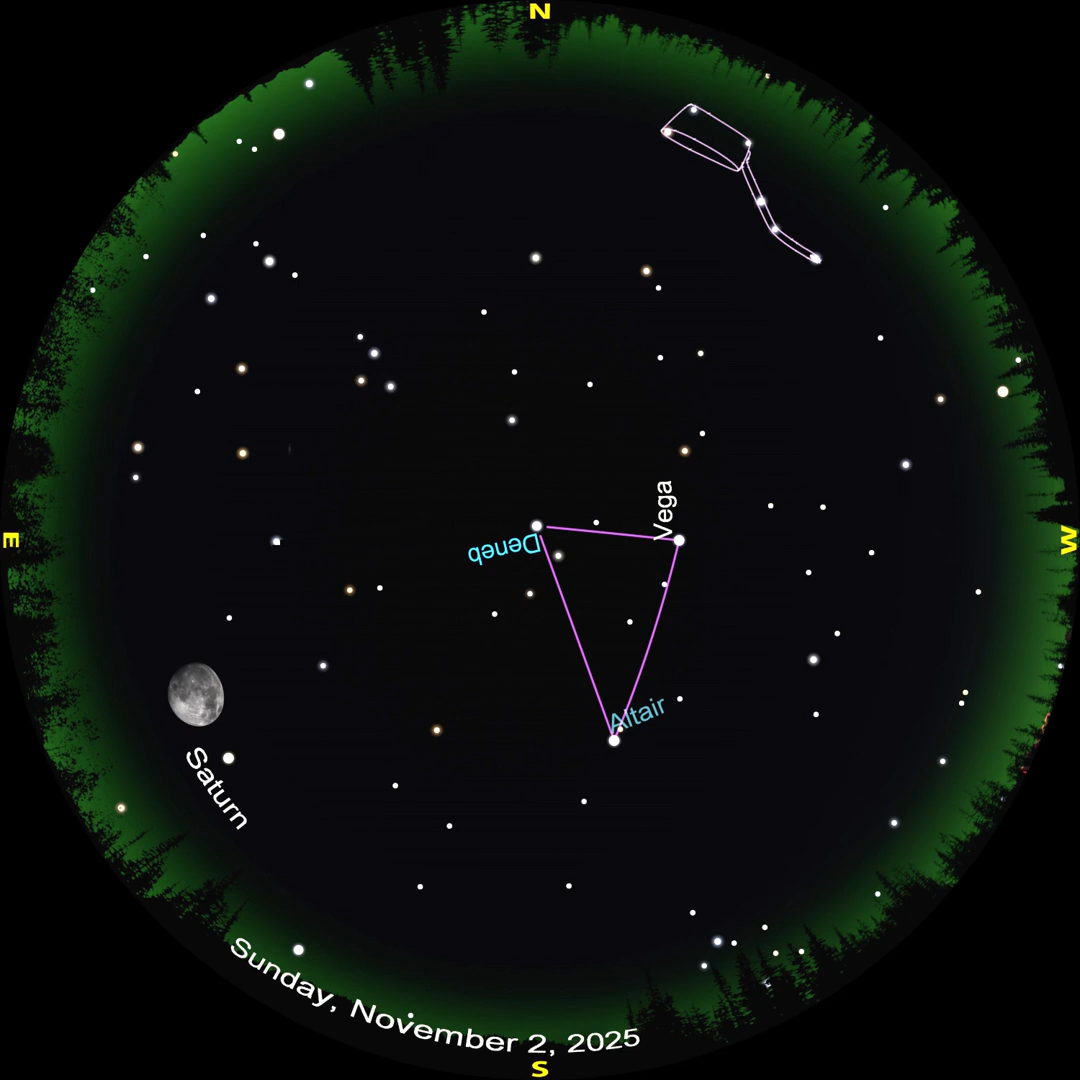 N
Vega
Deneb
E
W
Altair
Saturn
Sunday, November 2, 2025
S